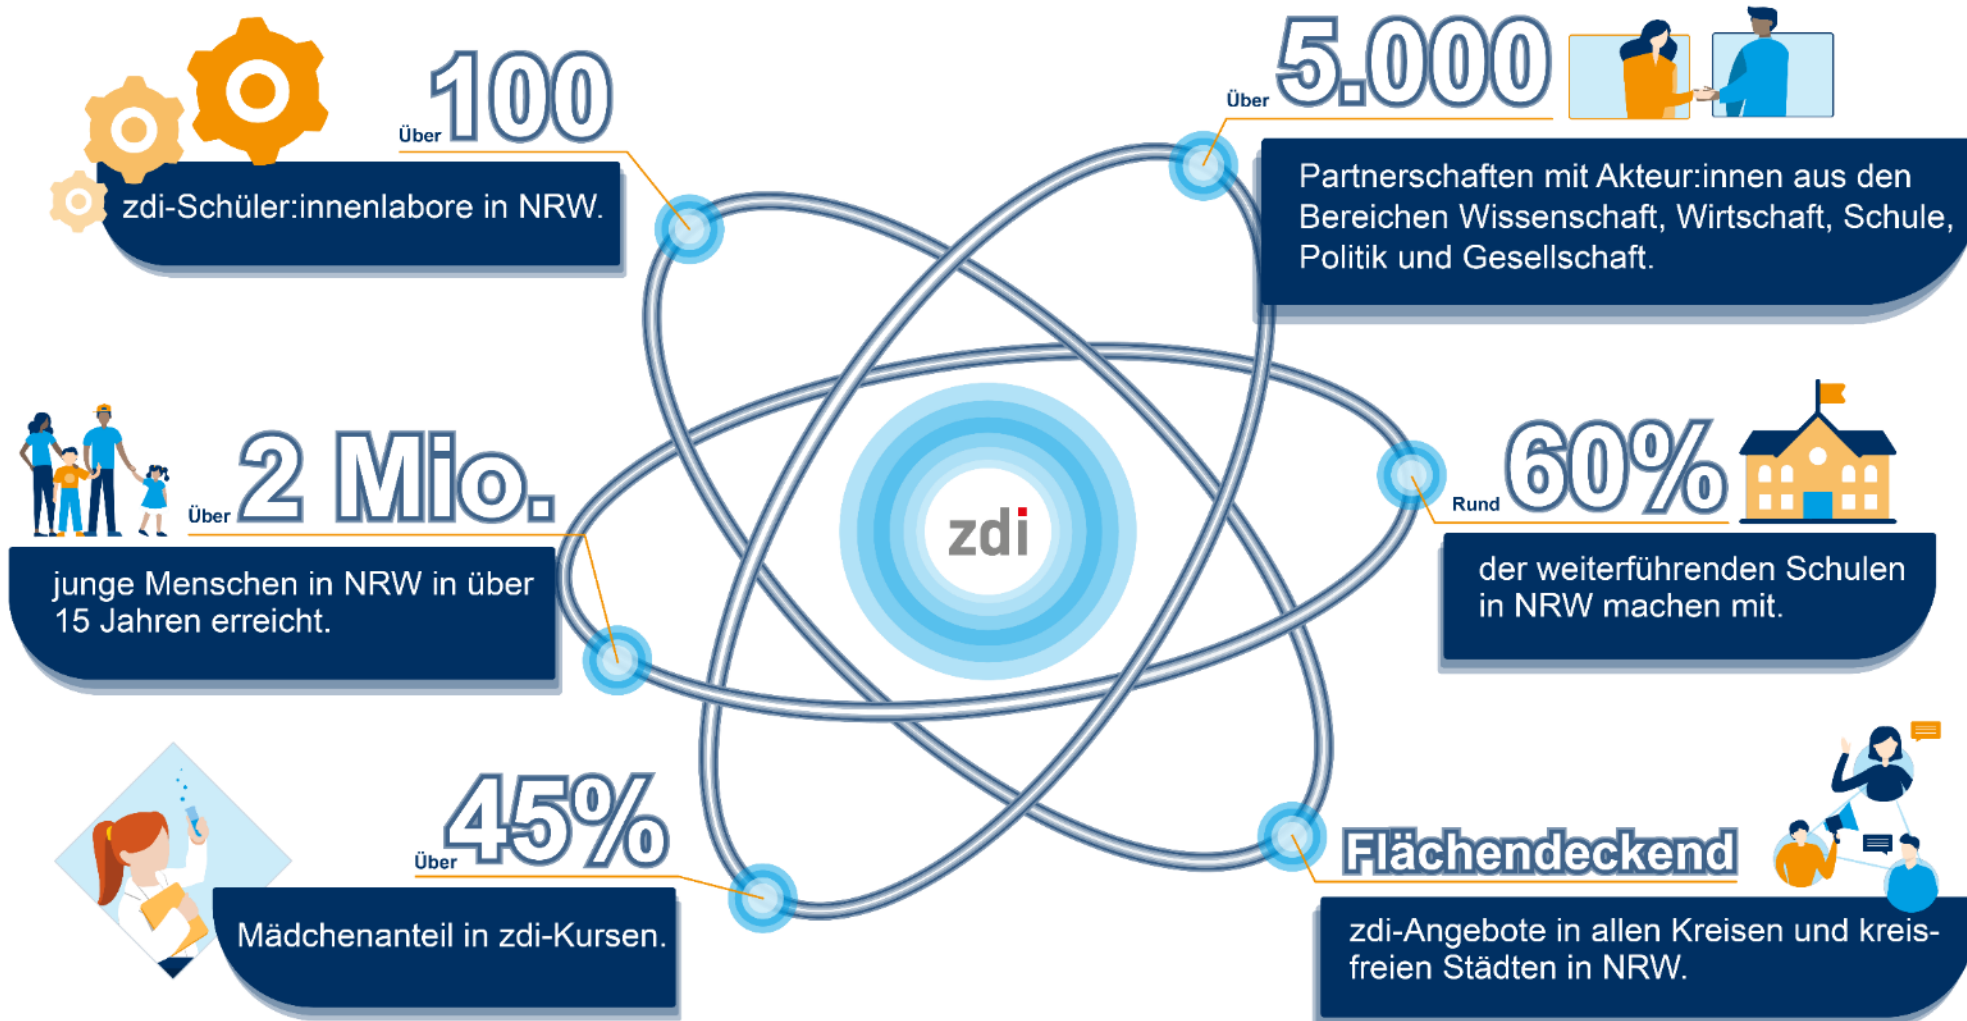 Über 100
zdi-Schüler:innenlabore in NRW.
Über 5.000
Partnerschaften mit Akteur:innen aus den
Bereichen Wissenschaft, Wirtschaft, Schule,
Politik und Gesellschaft.
Über 2 Mio.
junge Menschen in NRW in über
15 Jahren erreicht.
zdi
Rund 60%
der weiterführenden Schulen
in NRW machen mit.
Über 45%
Mädchenanteil in zdi-Kursen.
Flächendeckend
zdi-Angebote in allen Kreisen und kreis-
freien Städten in NRW.